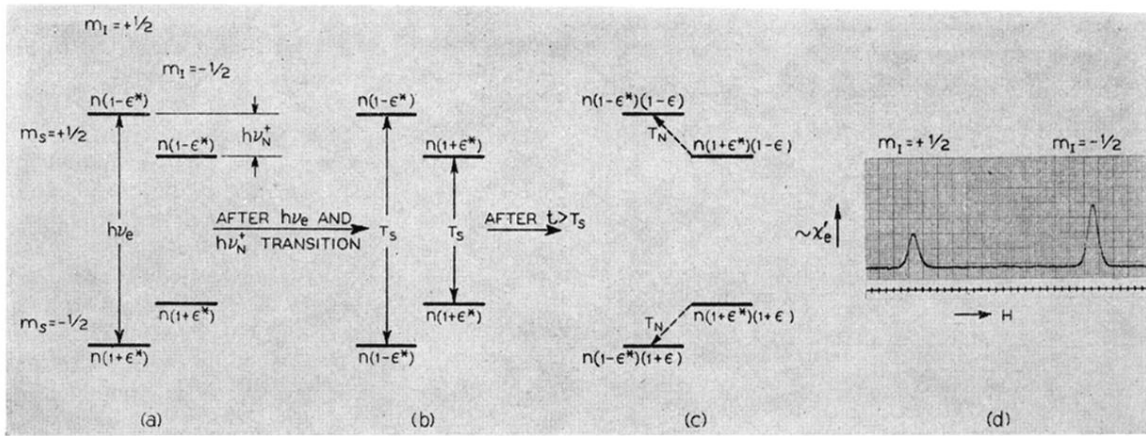 m_I = +1/2
m_I = -1/2
n(1-ϵ*)
m_S = +1/2
n(1-ϵ*)
hν_N^+
hν_e
n(1+ϵ*)
m_S = -1/2
n(1+ϵ*)
(a)
AFTER hν_e AND
hν_N^+ TRANSITION
n(1-ϵ*)
n(1+ϵ*)
T_S
T_S
n(1+ϵ*)
n(1-ϵ*)
(b)
AFTER t>T_S
n(1-ϵ*)(1-ϵ)
T_N
n(1+ϵ*)(1-ϵ)
T_N
n(1+ϵ*)(1+ϵ)
n(1-ϵ*)(1+ϵ)
(c)
m_I = +1/2
m_I = -1/2
~χ'_e
H
(d)